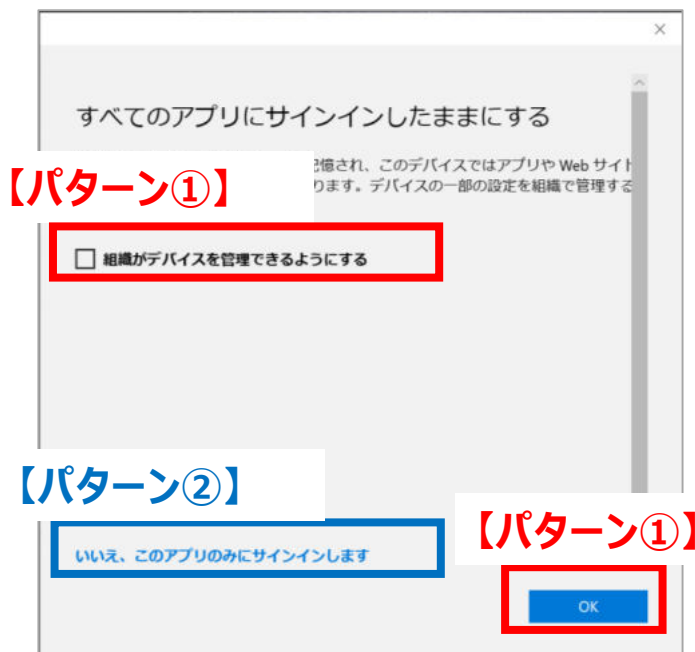 すべてのアプリにサインインしたままにする
【パターン①】
憶され、このデバイスではアプリや Web サイト
ります。デバイスの一部の設定を組織で管理する
組織がデバイスを管理できるようにする
【パターン②】
【パターン①】
いいえ、このアプリのみにサインインします
OK